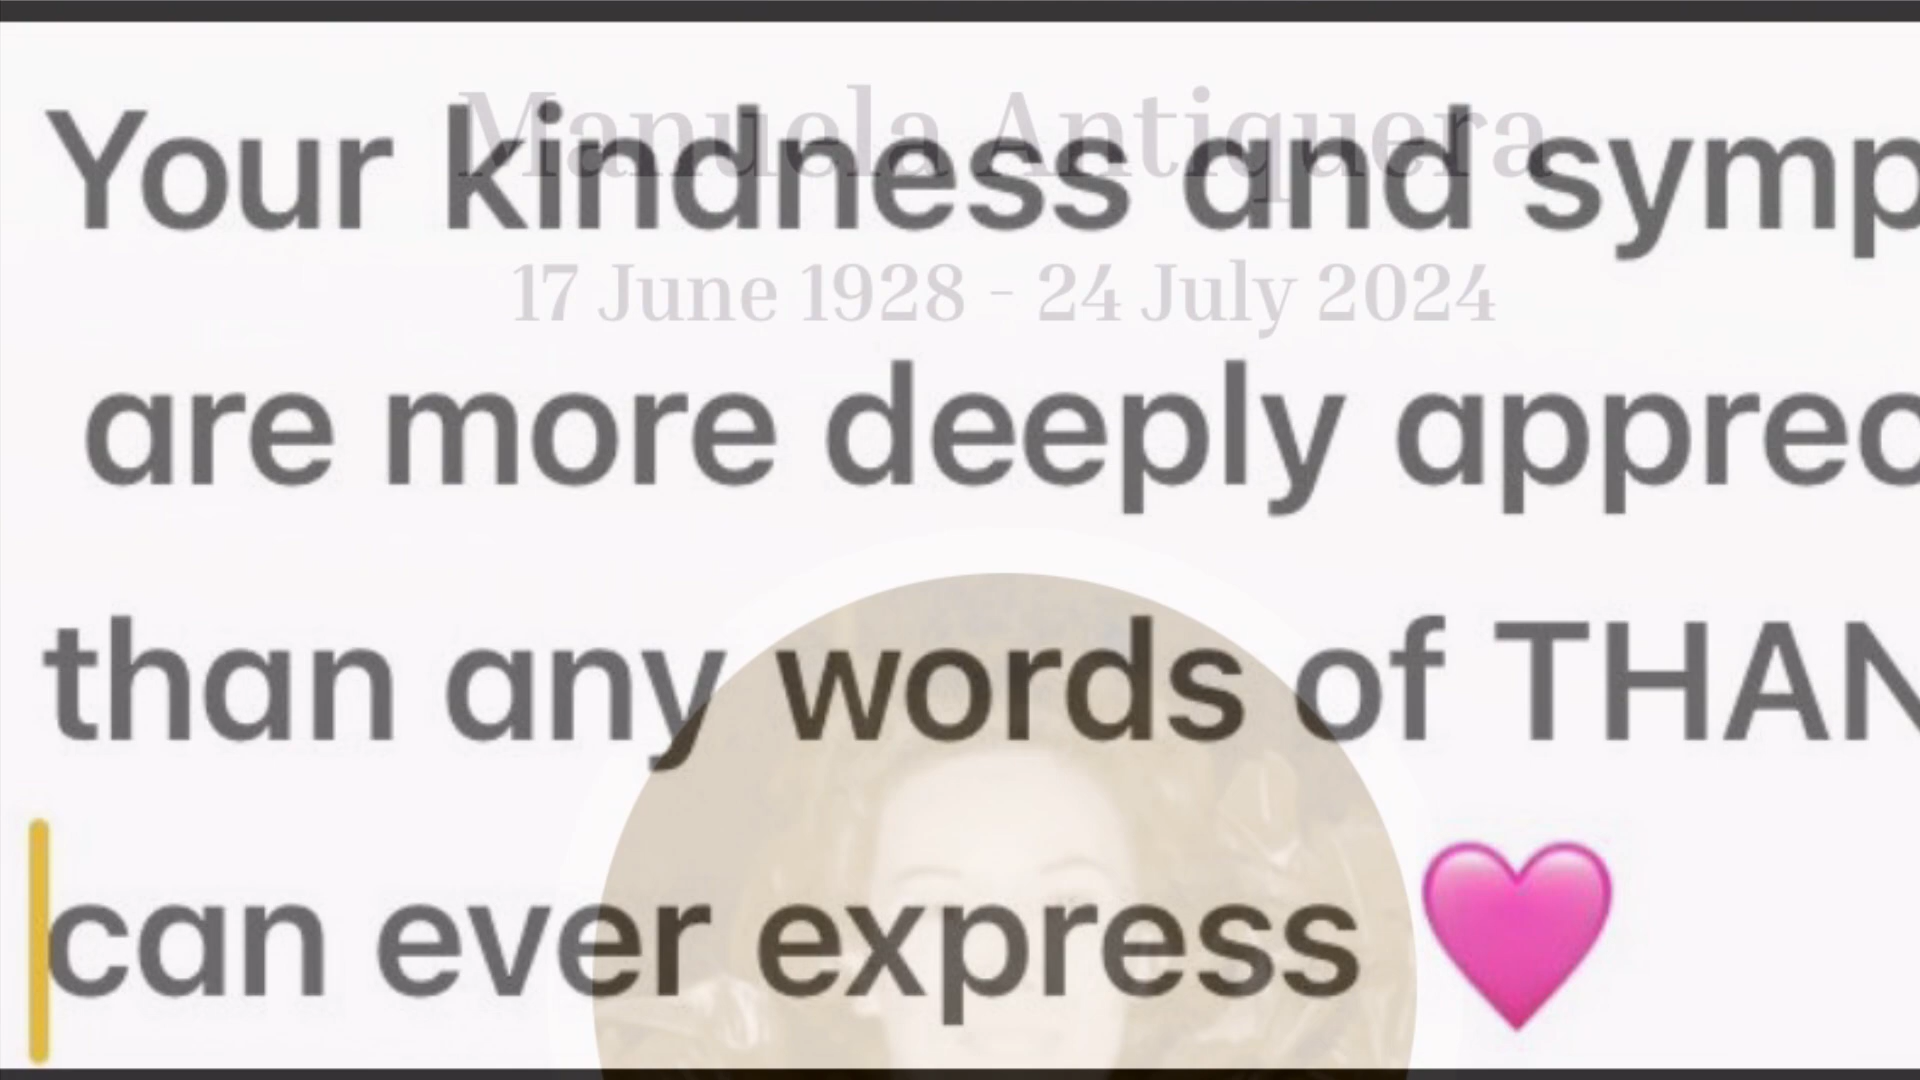 Manuela Antiquera
Your kindness and symp
17 June 1928 - 24 July 2024
are more deeply apprec
than any words of THAN
can ever express 🩷